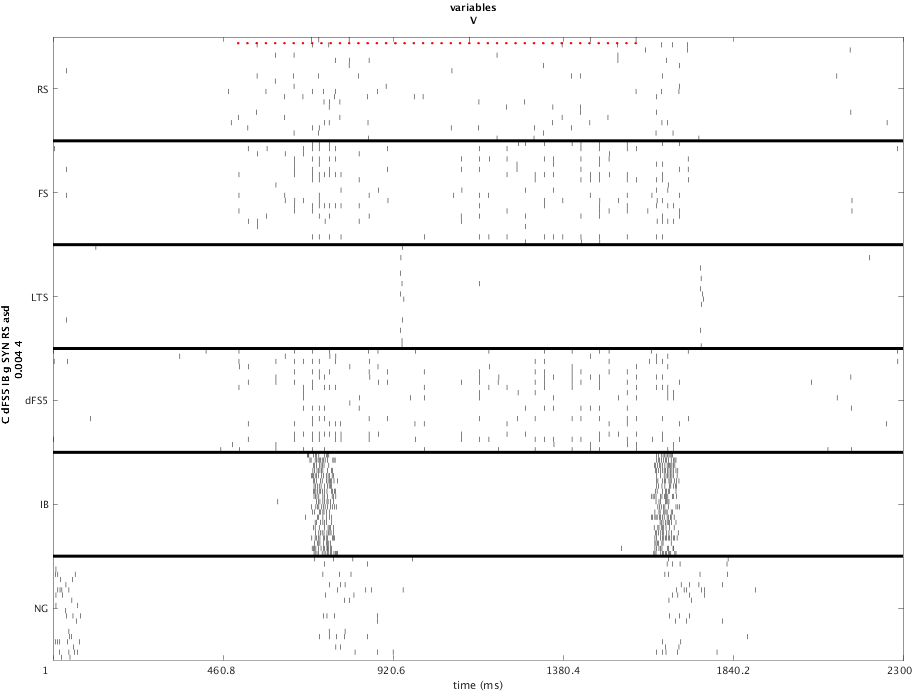 variables
V
C dFS5 IB g SYN RS asd
0.004 4
RS
FS
LTS
dFS5
IB
NG
1 460.8 920.6 1380.4 1840.2 2300
time (ms)